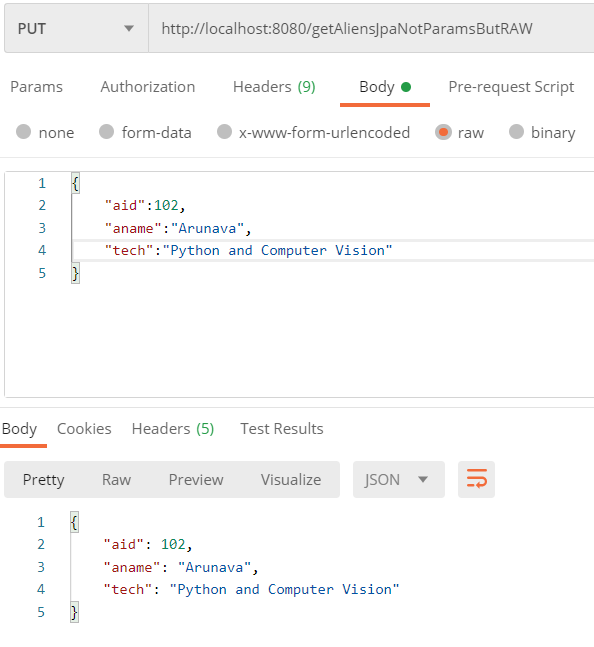 PUT http://localhost:8080/getAliensJpaNotParamsButRAW
Params Authorization Headers (9) Body Pre-request Script
none form-data x-www-form-urlencoded raw binary
1 {
2 "aid":102,
3 "aname":"Arunava",
4 "tech":"Python and Computer Vision"
5 }
Body Cookies Headers (5) Test Results
Pretty Raw Preview Visualize JSON
1 {
2 "aid": 102,
3 "aname": "Arunava",
4 "tech": "Python and Computer Vision"
5 }